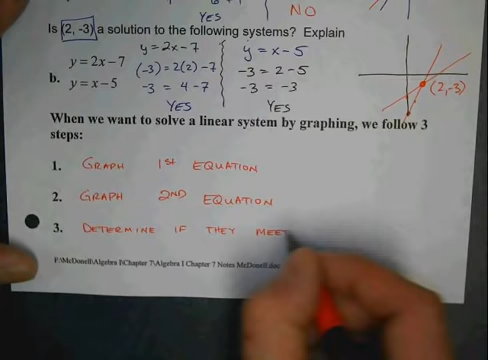 YES
NO
Is (2, -3) a solution to the following systems? Explain
b. y = 2x - 7
y = x - 5
y = 2x - 7
(-3) = 2(2) - 7
-3 = 4 - 7
YES
y = x - 5
-3 = 2 - 5
-3 = -3
YES
(2, -3)
When we want to solve a linear system by graphing, we follow 3
steps:
1. GRAPH 1ST EQUATION
2. GRAPH 2ND EQUATION
3. DETERMINE IF THEY MEET
F:\McDonell\Algebra I\Chapter 7\Algebra I Chapter 7 Notes McDonell.doc